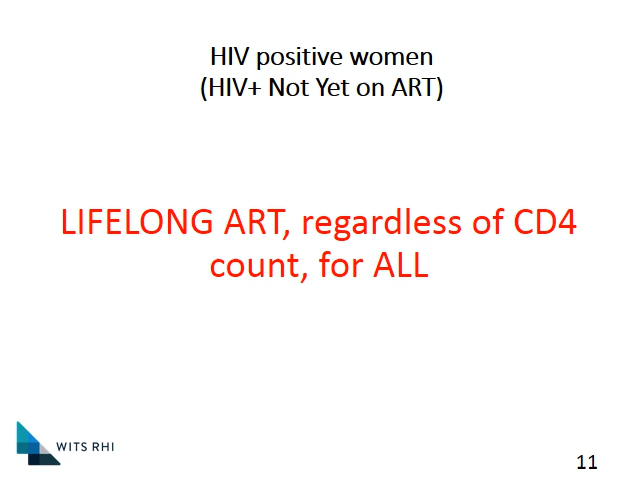 HIV positive women
(HIV+ Not Yet on ART)
LIFELONG ART, regardless of CD4
count, for ALL
WITS RHI
11